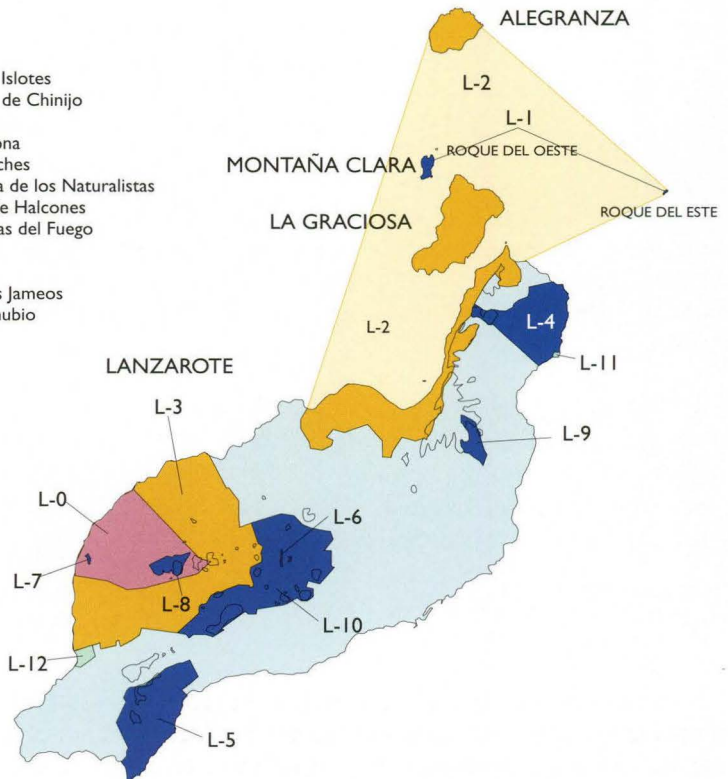 Islotes
de Chinijo
ona
ches
a de los Naturalistas
e Halcones
as del Fuego
s Jameos
nubio
ALEGRANZA
L-2
L-1
ROQUE DEL OESTE
MONTAÑA CLARA
ROQUE DEL ESTE
LA GRACIOSA
L-2
L-4
L-11
LANZAROTE
L-3
L-9
L-0
L-6
L-7
L-8
L-10
L-12
L-5